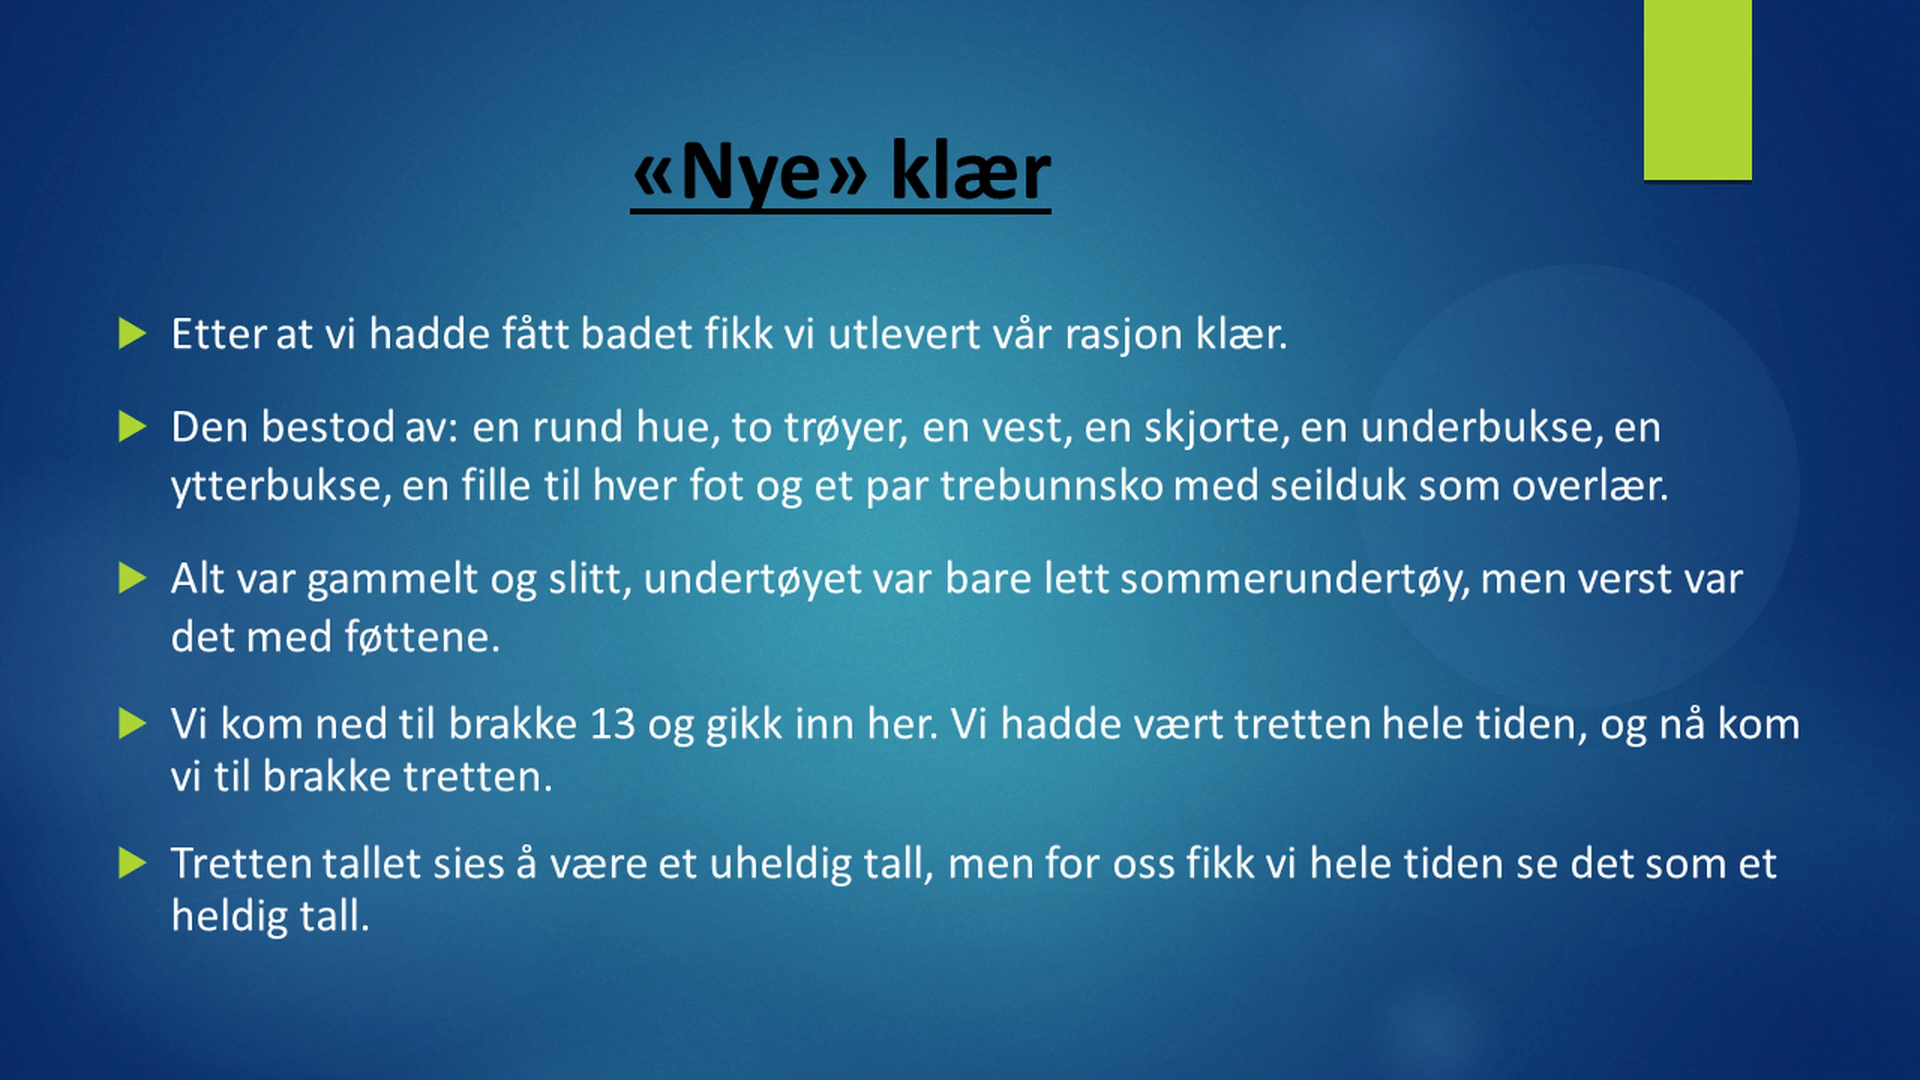 «Nye» klær
Etter at vi hadde fått badet fikk vi utlevert vår rasjon klær.
Den bestod av: en rund hue, to trøyer, en vest, en skjorte, en underbukse, en
ytterbukse, en fille til hver fot og et par trebunnsko med seilduk som overlær.
Alt var gammelt og slitt, undertøyet var bare lett sommerundertøy, men verst var
det med føttene.
Vi kom ned til brakke 13 og gikk inn her. Vi hadde vært tretten hele tiden, og nå kom
vi til brakke tretten.
Tretten tallet sies å være et uheldig tall, men for oss fikk vi hele tiden se det som et
heldig tall.